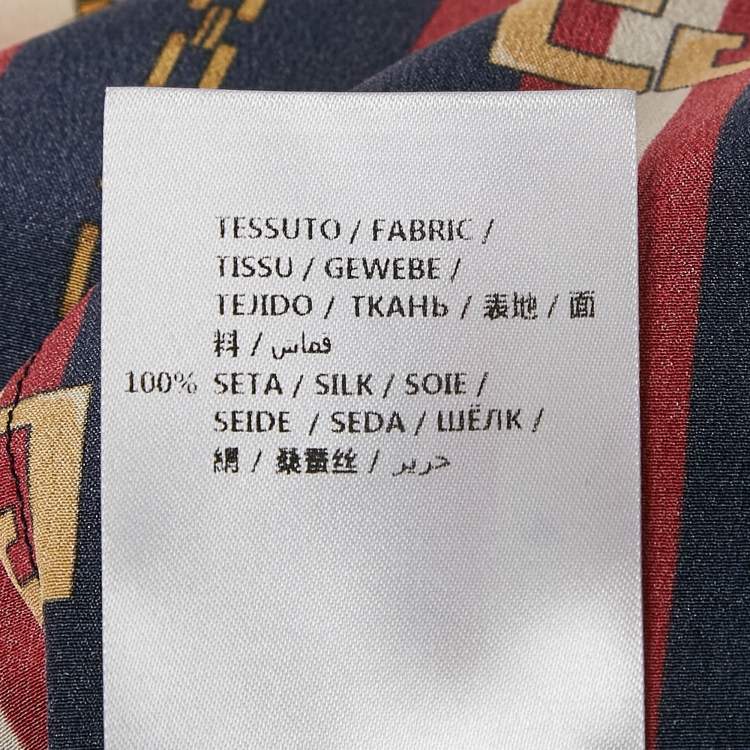 TESSUTO / FABRIC /
TISSU / GEWEBE /
TEJIDO / ТКАНЬ / 表地 / 面
料 / قماش
100% SETA / SILK / SOIE /
SEIDE / SEDA / ШЁЛК /
絹 / 桑蚕丝 / حرير